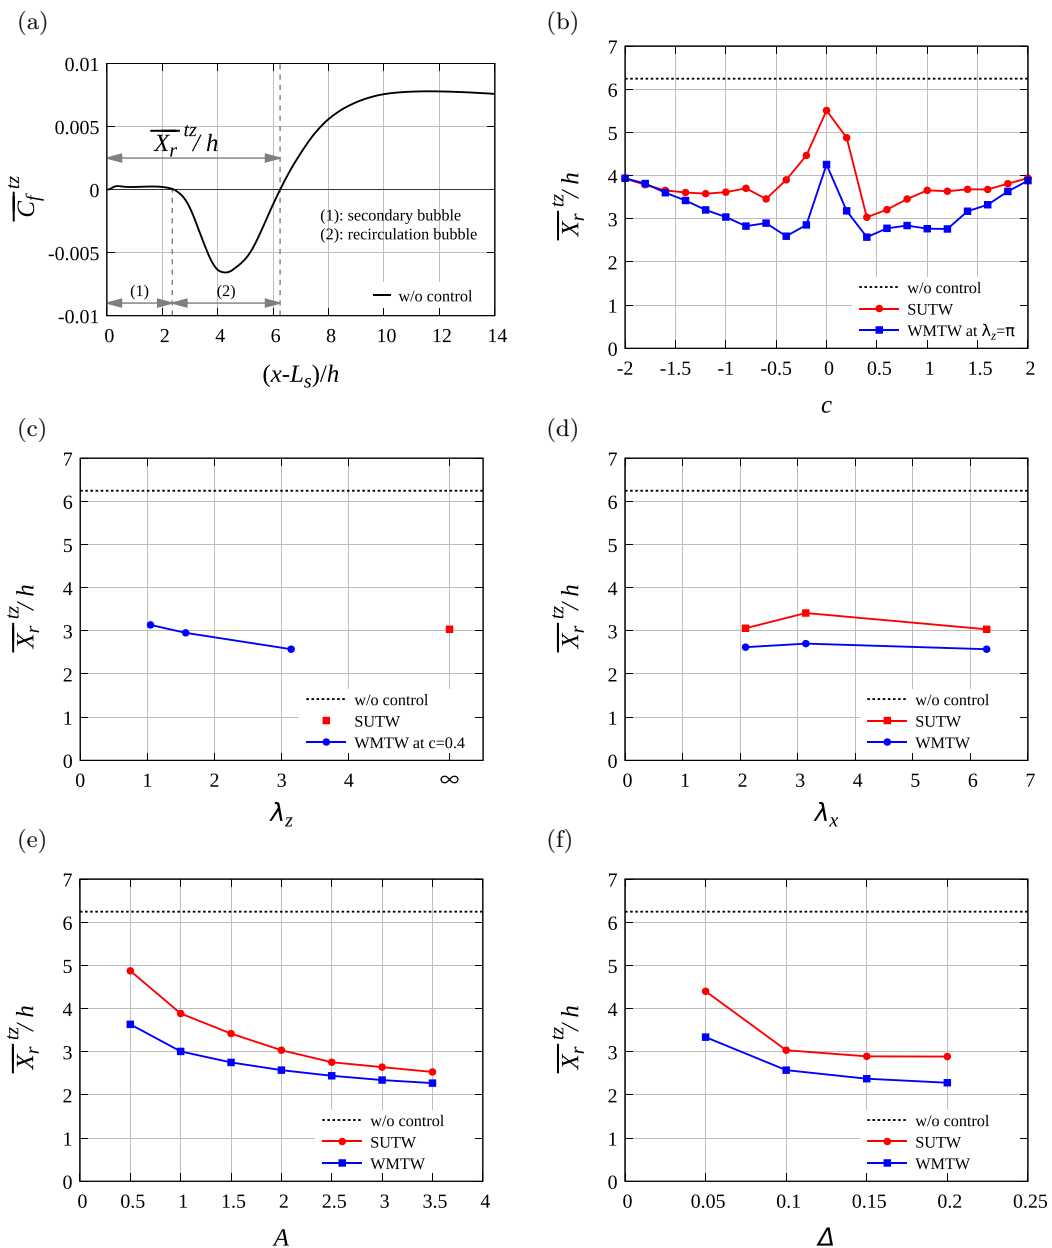 (a)
0.01
0.005
0
-0.005
-0.01
C_f^tz
X_r^tz/h
(1): secondary bubble
(2): recirculation bubble
(1)
(2)
w/o control
0 2 4 6 8 10 12 14
(x-L_s)/h
(b)
7
6
5
4
3
2
1
0
X_r^tz/h
w/o control
SUTW
WMTW at λ_z=π
-2 -1.5 -1 -0.5 0 0.5 1 1.5 2
c
(c)
7
6
5
4
3
2
1
0
X_r^tz/h
w/o control
SUTW
WMTW at c=0.4
0 1 2 3 4 ∞
λ_z
(d)
7
6
5
4
3
2
1
0
X_r^tz/h
w/o control
SUTW
WMTW
0 1 2 3 4 5 6 7
λ_x
(e)
7
6
5
4
3
2
1
0
X_r^tz/h
w/o control
SUTW
WMTW
0 0.5 1 1.5 2 2.5 3 3.5 4
A
(f)
7
6
5
4
3
2
1
0
X_r^tz/h
w/o control
SUTW
WMTW
0 0.05 0.1 0.15 0.2 0.25
Δ